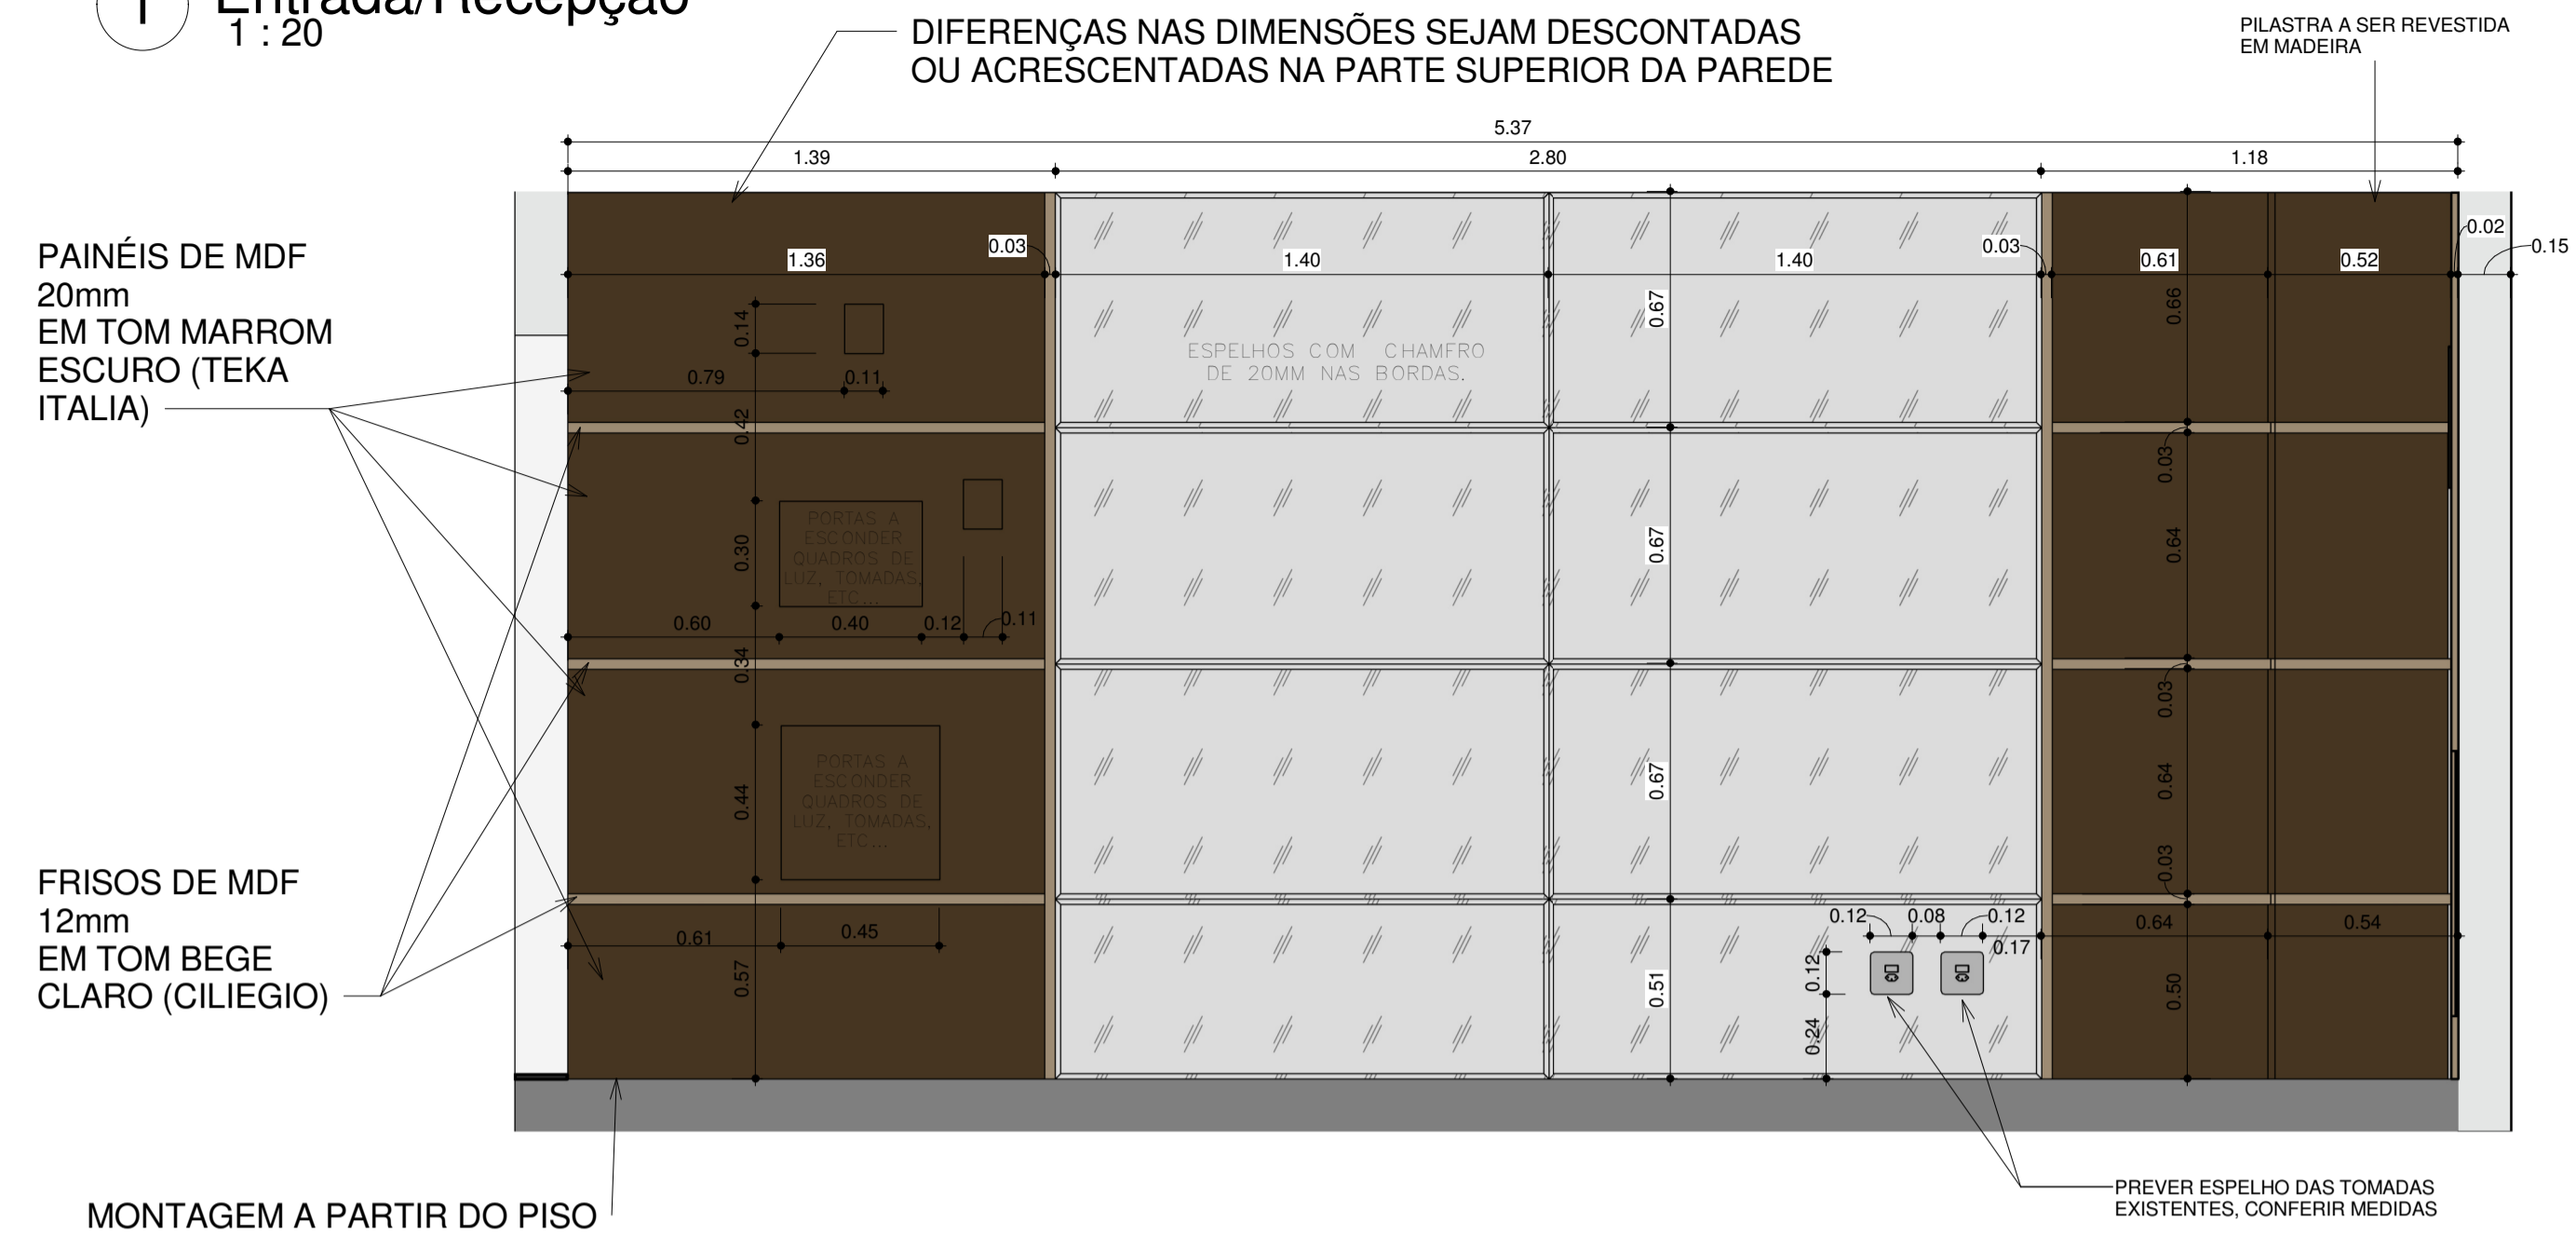 1 Entrada/Recepção
1 : 20
DIFERENÇAS NAS DIMENSÕES SEJAM DESCONTADAS
OU ACRESCENTADAS NA PARTE SUPERIOR DA PAREDE
PILASTRA A SER REVESTIDA
EM MADEIRA
5.37
1.39 2.80 1.18
PAINÉIS DE MDF
20mm
EM TOM MARROM
ESCURO (TEKA
ITALIA)
1.36 0.03 1.40 1.40 0.03 0.61 0.52 0.02 0.15
0.14
0.79 0.11
0.42
ESPELHOS COM CHAMFRO
DE 20MM NAS BORDAS.
0.67
0.66
0.03
PORTAS A
ESCONDER
QUADROS DE
LUZ, TOMADAS,
ETC...
0.30
0.60 0.40 0.12 0.11
0.34
0.67
0.64
0.03
PORTAS A
ESCONDER
QUADROS DE
LUZ, TOMADAS,
ETC...
0.44
0.67
0.64
0.03
FRISOS DE MDF
12mm
EM TOM BEGE
CLARO (CILIEGIO)
0.61 0.45
0.57
0.51
0.12 0.08 0.12
0.17
0.12
0.24
0.64 0.54
0.50
MONTAGEM A PARTIR DO PISO
PREVER ESPELHO DAS TOMADAS
EXISTENTES, CONFERIR MEDIDAS